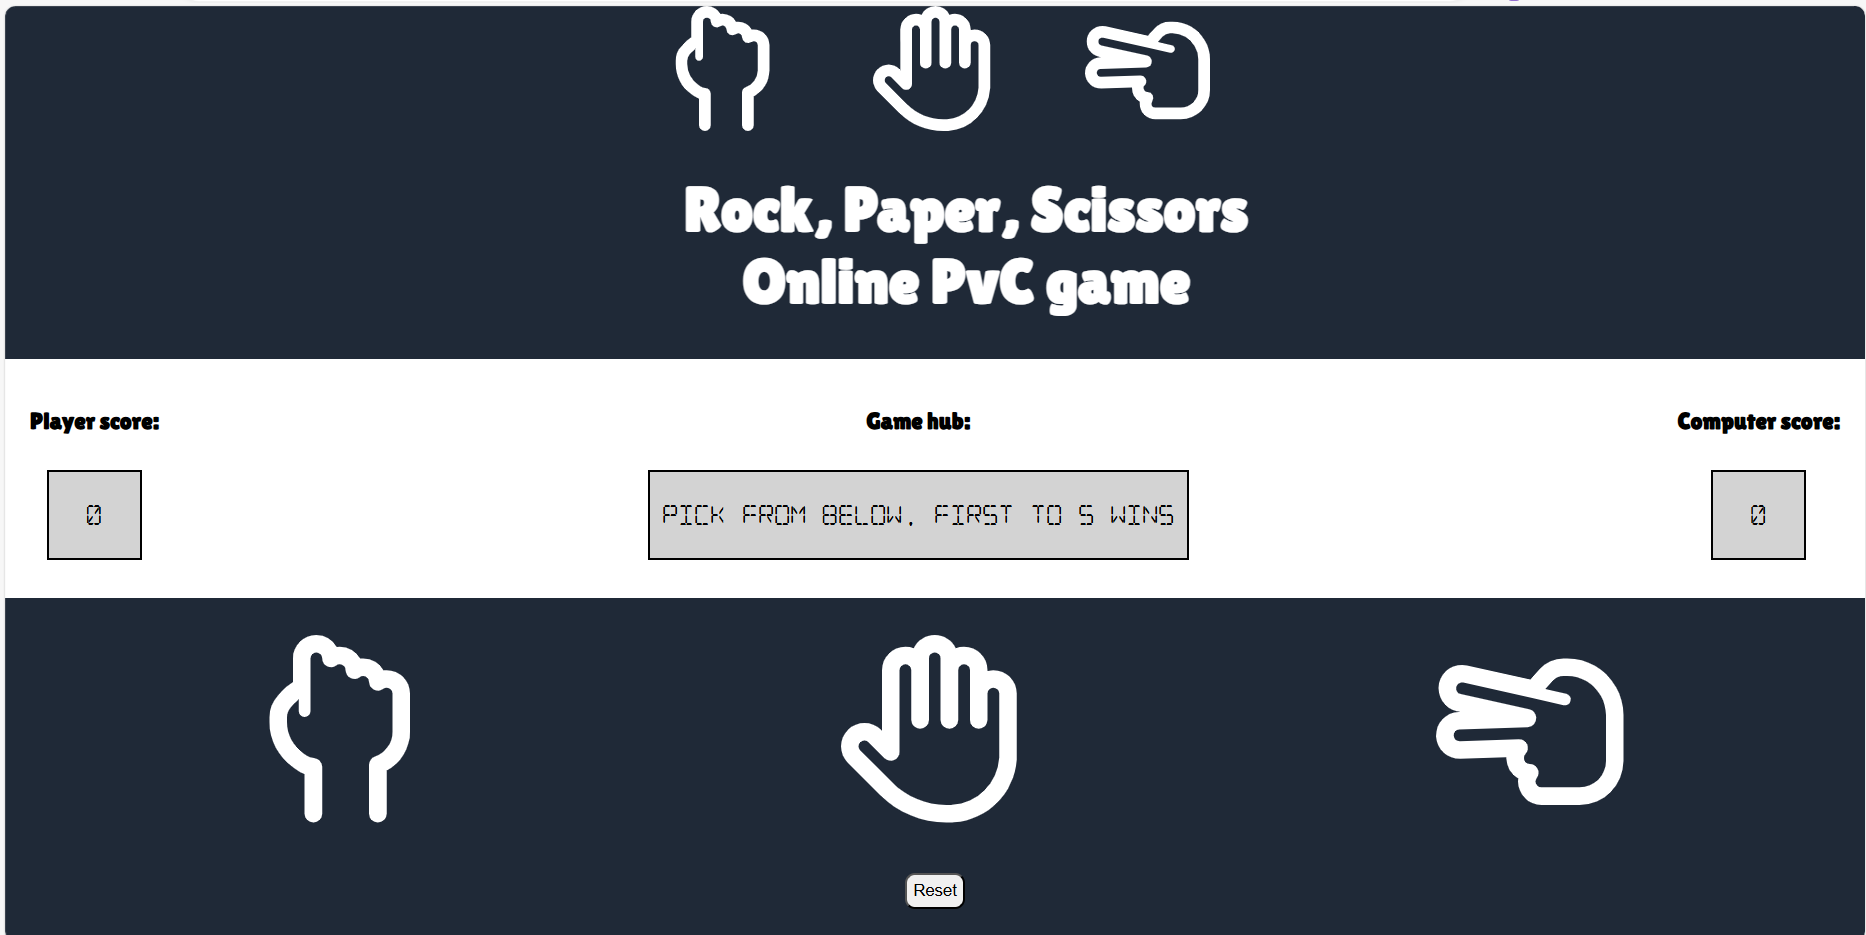 Rock, Paper, Scissors
Online PvC game
Player score:
Game hub:
Computer score:
0
PICK FROM BELOW. FIRST TO 5 WINS
0
Reset